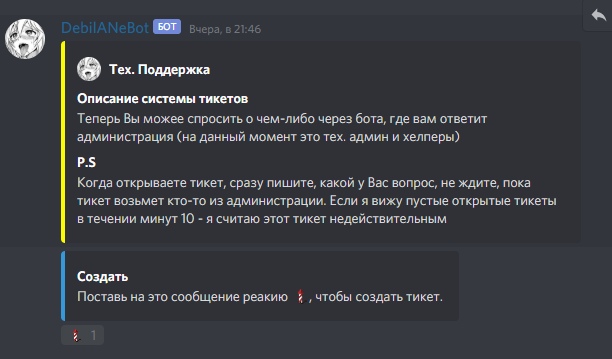 DebilANeBot БОТ Вчера, в 21:46
Тех. Поддержка
Описание системы тикетов
Теперь Вы можее спросить о чем-либо через бота, где вам ответит
администрация (на данный момент это тех. админ и хелперы)
P.S
Когда открываете тикет, сразу пишите, какой у Вас вопрос, не ждите, пока
тикет возьмет кто-то из администрации. Если я вижу пустые открытые тикеты
в течении минут 10 - я считаю этот тикет недействительным
Создать
Поставь на это сообщение реакию , чтобы создать тикет.
1